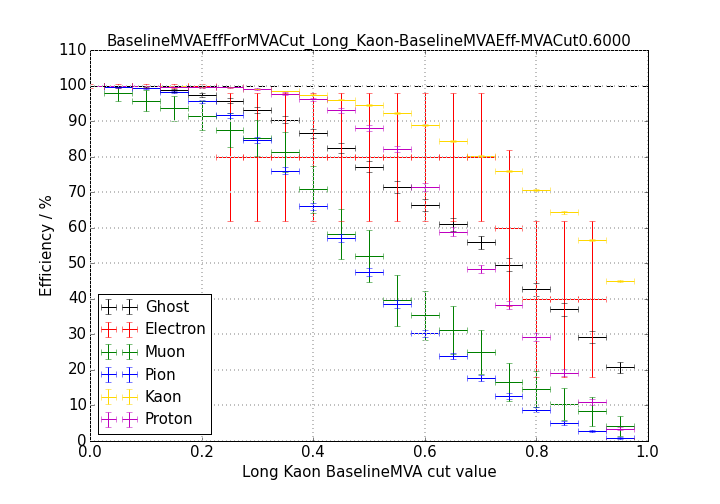 BaselineMVAEffForMVACut_Long_Kaon-BaselineMVAEff-MVACut0.6000
110
100
90
80
70
60
50
40
30
20
10
0
Efficiency / %
Ghost
Electron
Muon
Pion
Kaon
Proton
0.0 0.2 0.4 0.6 0.8 1.0
Long Kaon BaselineMVA cut value